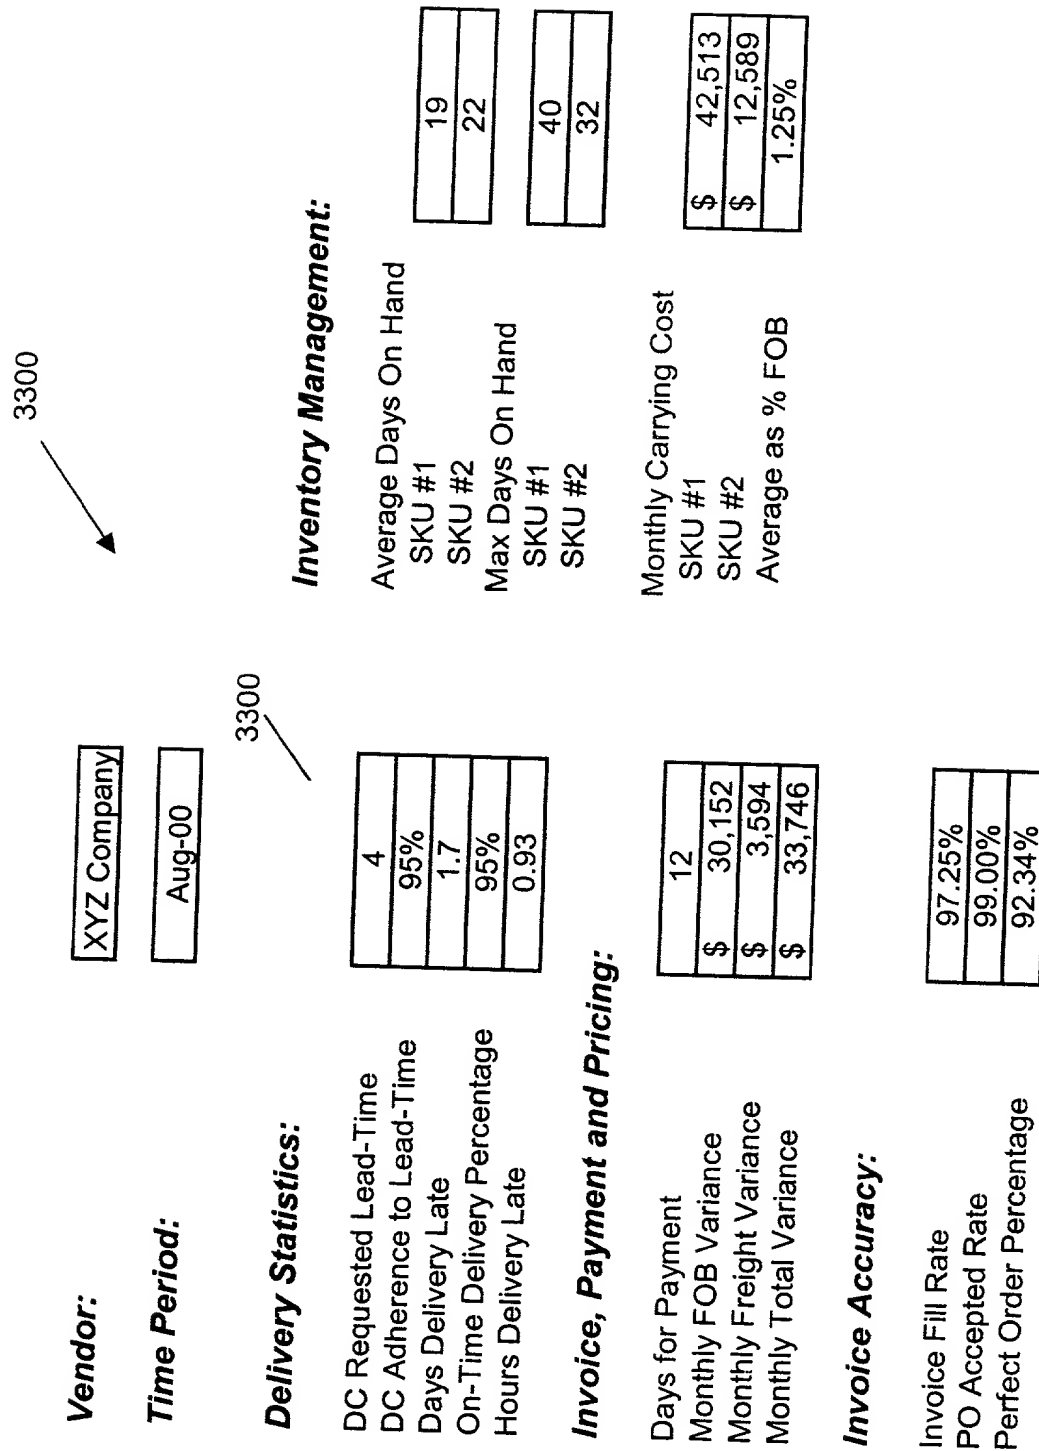 3300
Vendor: XYZ Company
Time Period: Aug-00
3300
Delivery Statistics:
DC Requested Lead-Time 4
DC Adherence to Lead-Time 95%
Days Delivery Late 1.7
On-Time Delivery Percentage 95%
Hours Delivery Late 0.93
Invoice, Payment and Pricing:
Days for Payment 12
Monthly FOB Variance $ 30,152
Monthly Freight Variance $ 3,594
Monthly Total Variance $ 33,746
Invoice Accuracy:
Invoice Fill Rate 97.25%
PO Accepted Rate 99.00%
Perfect Order Percentage 92.34%
Inventory Management:
Average Days On Hand
SKU #1 19
SKU #2 22
Max Days On Hand
SKU #1 40
SKU #2 32
Monthly Carrying Cost
SKU #1 $ 42,513
SKU #2 $ 12,589
Average as % FOB 1.25%